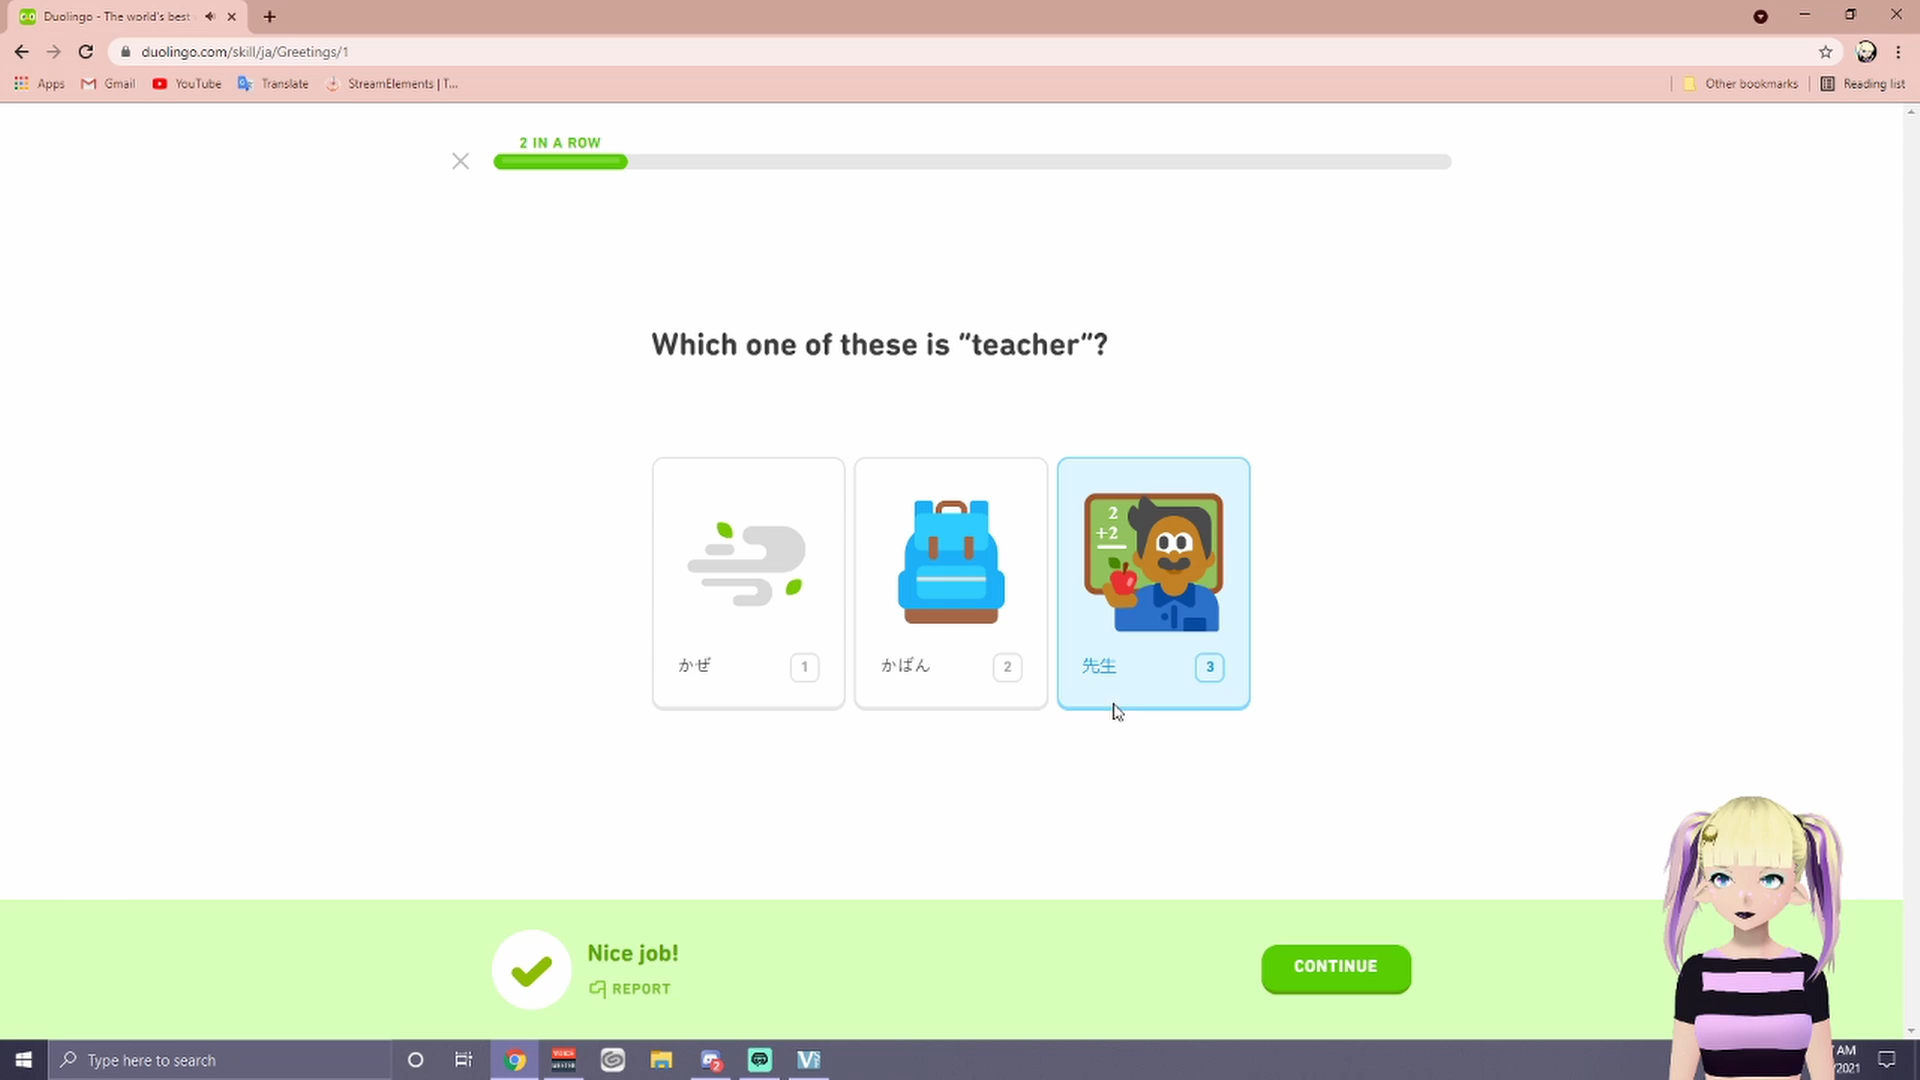 Duolingo - The world's best
duolingo.com/skill/ja/Greetings/1
Apps
Gmail
YouTube
Translate
StreamElements | T...
Other bookmarks
Reading list
2 IN A ROW
Which one of these is “teacher”?
2
+2
かぜ 1
かばん 2
先生 3
Nice job!
REPORT
CONTINUE
Type here to search
2
AM
/2021